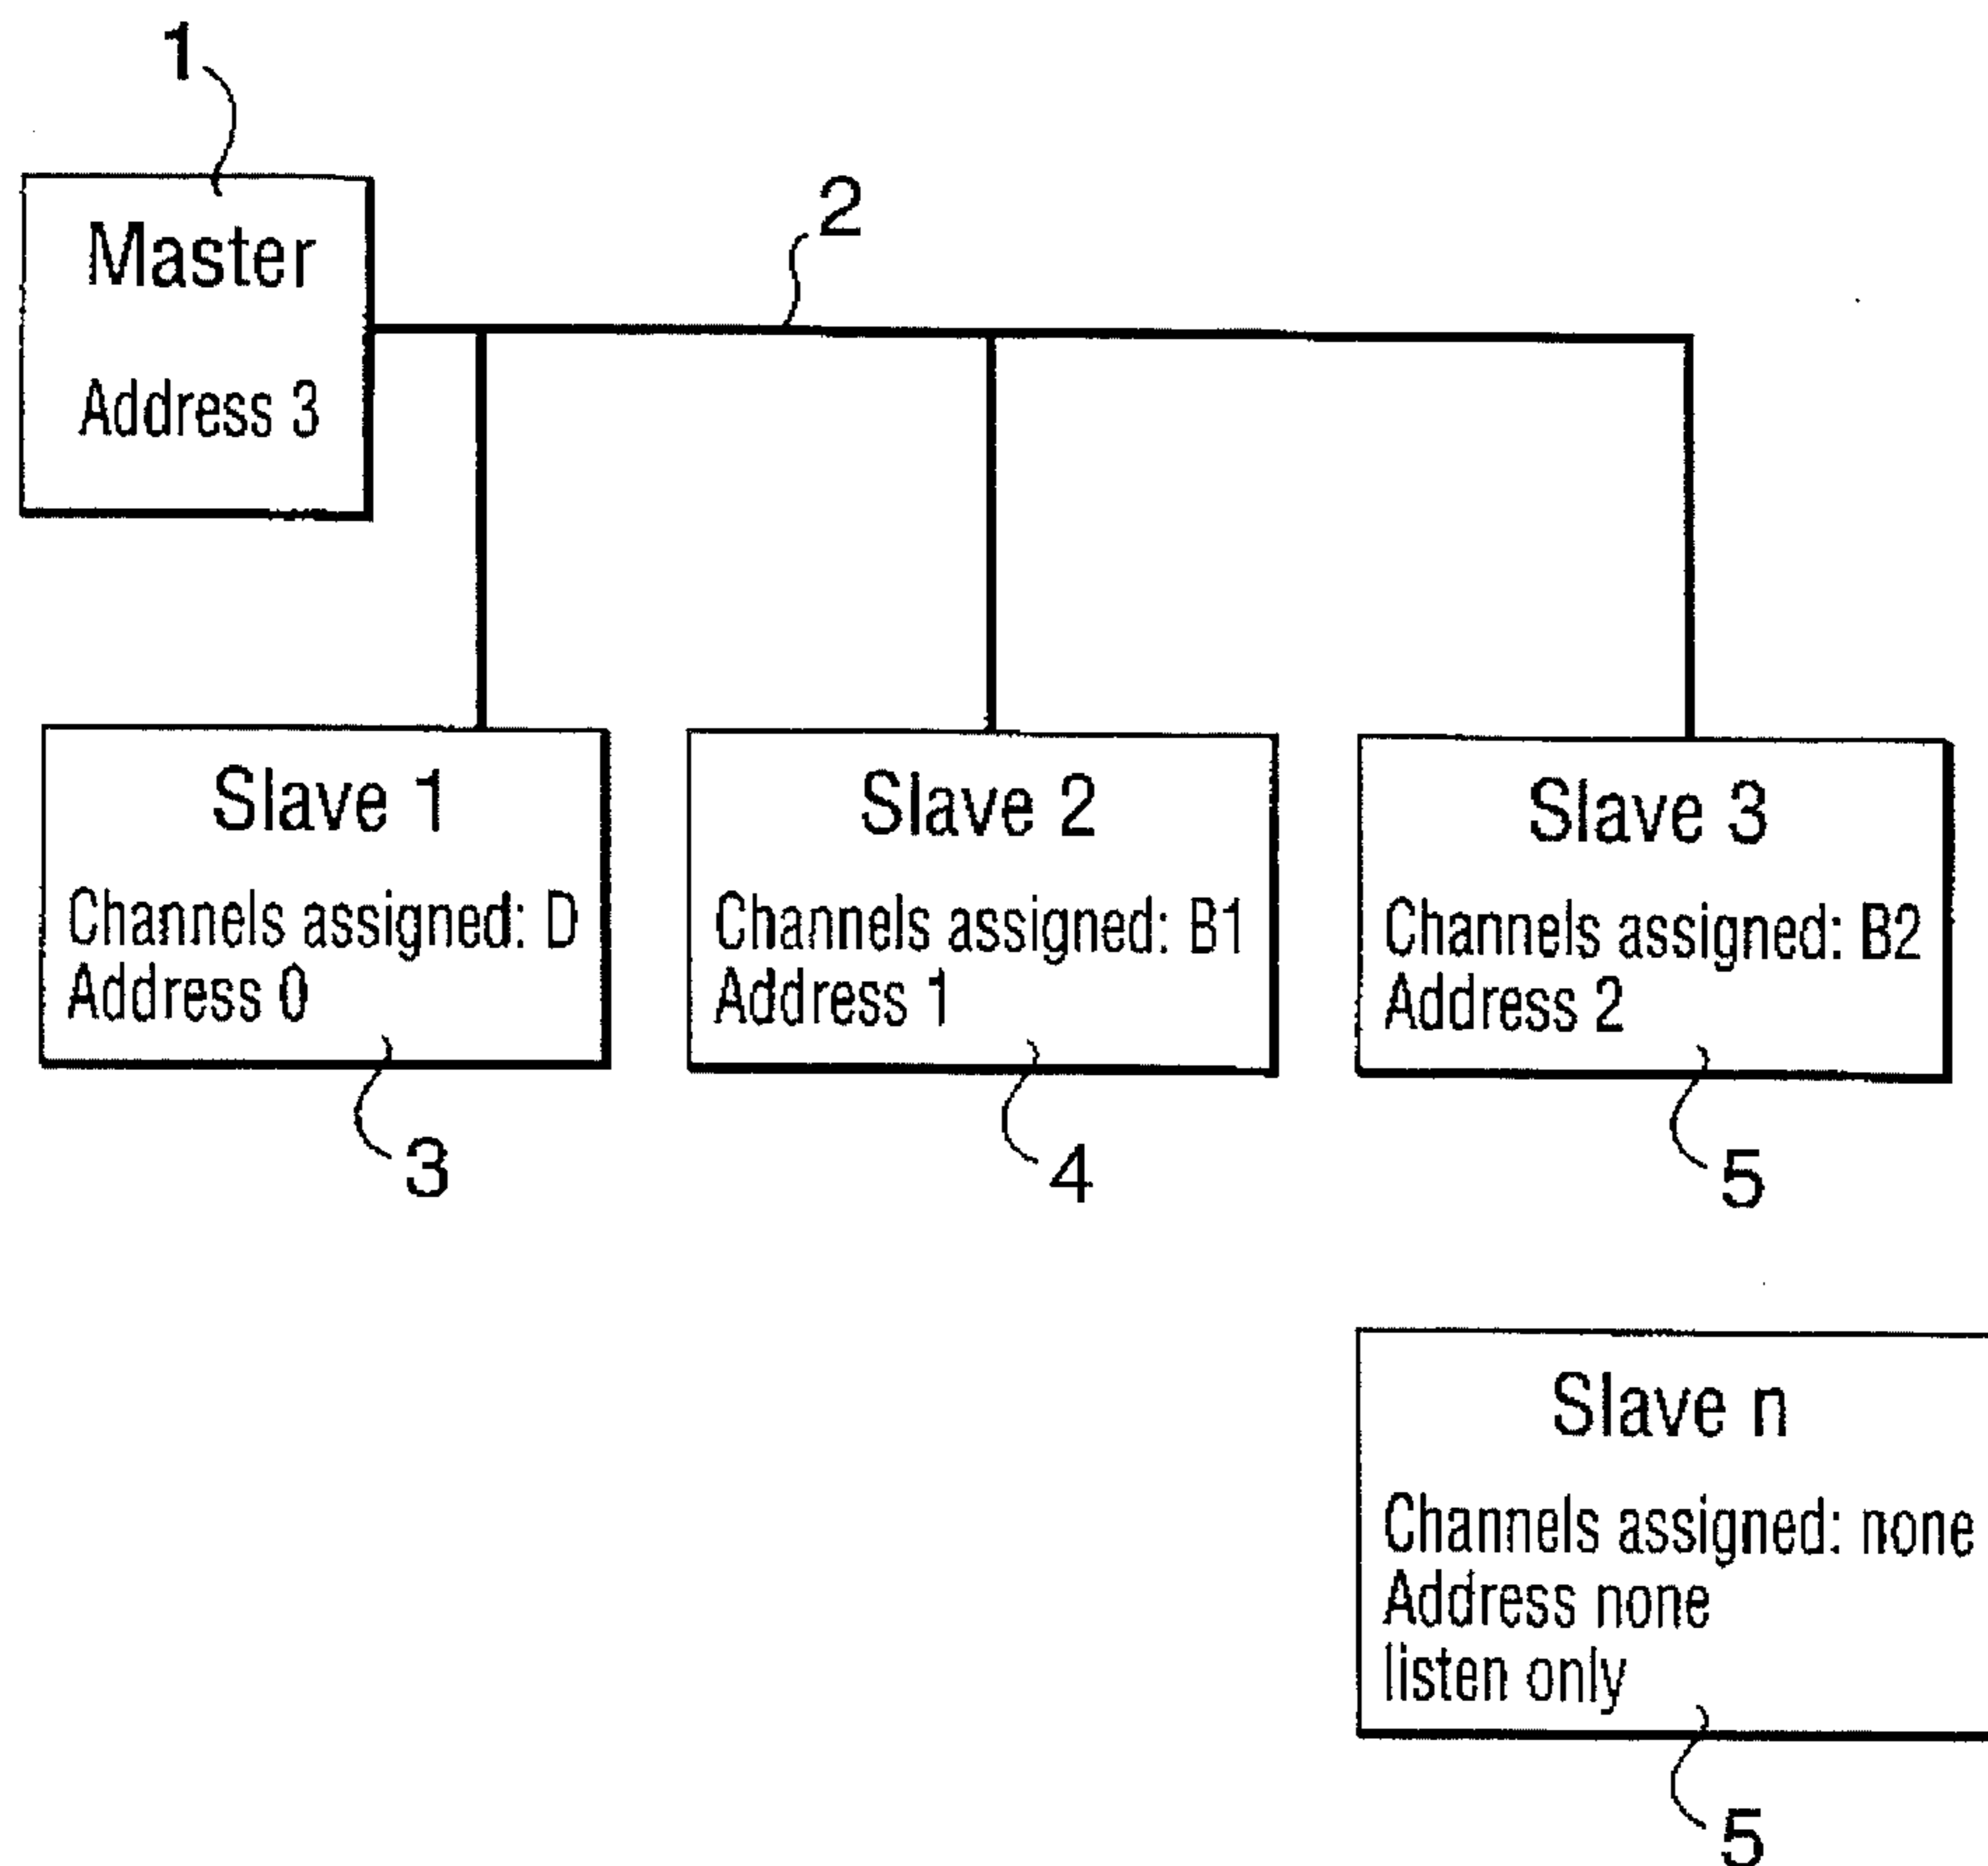 1
2
Master
Address 3
Slave 1
Channels assigned: D
Address 0
3
Slave 2
Channels assigned: B1
Address 1
4
Slave 3
Channels assigned: B2
Address 2
5
Slave n
Channels assigned: none
Address none
listen only
5